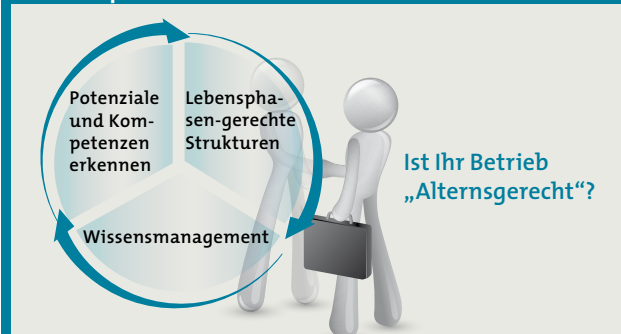 Potenziale
und Kom-
petenzen
erkennen
Lebenspha-
sen-gerechte
Strukturen
Wissensmanagement
Ist Ihr Betrieb
„Alternsgerecht“?